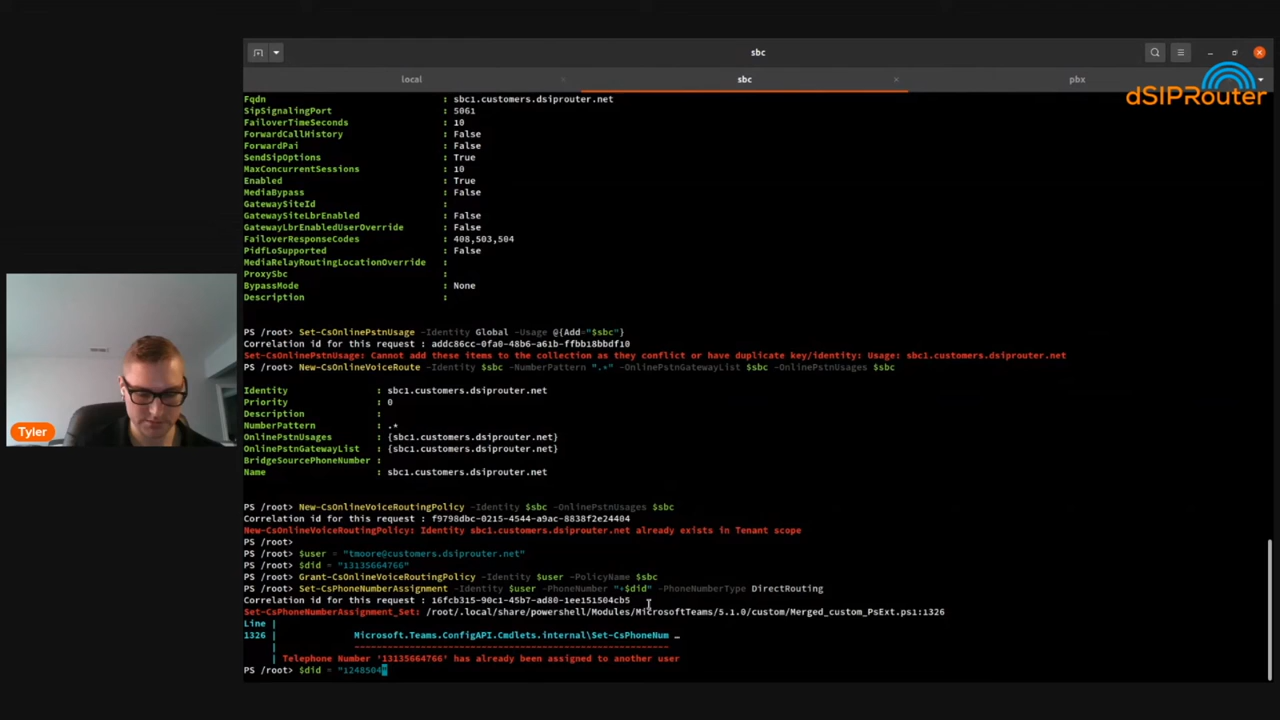 sbc
local
sbc
pbx
dSIPRouter
Fqdn : sbc1.customers.dsiprouter.net
SipSignalingPort : 5061
FailoverTimeSeconds : 10
ForwardCallHistory : False
ForwardPai : False
SendSipOptions : True
MaxConcurrentSessions : 10
Enabled : True
MediaBypass : False
GatewaySiteId :
GatewaySiteLbrEnabled : False
GatewayLbrEnabledUserOverride : False
FailoverResponseCodes : 408,503,504
PidfLoSupported : False
MediaRelayRoutingLocationOverride :
ProxySbc :
BypassMode : None
Description :
PS /root> Set-CsOnlinePstnUsage -Identity Global -Usage @{Add="$sbc"}
Correlation id for this request : addc86cc-0fa0-48b6-a61b-ffbb18bbdf10
Set-CsOnlinePstnUsage: Cannot add these items to the collection as they conflict or have duplicate key/identity: Usage: sbc1.customers.dsiprouter.net
PS /root> New-CsOnlineVoiceRoute -Identity $sbc -NumberPattern ".*" -OnlinePstnGatewayList $sbc -OnlinePstnUsages $sbc
Identity : sbc1.customers.dsiprouter.net
Priority : 0
Description :
NumberPattern : .*
OnlinePstnUsages : {sbc1.customers.dsiprouter.net}
OnlinePstnGatewayList : {sbc1.customers.dsiprouter.net}
BridgeSourcePhoneNumber :
Name : sbc1.customers.dsiprouter.net
PS /root> New-CsOnlineVoiceRoutingPolicy -Identity $sbc -OnlinePstnUsages $sbc
Correlation id for this request : f9798dbc-0215-4544-a9ac-8838f2e24404
New-CsOnlineVoiceRoutingPolicy: Identity sbc1.customers.dsiprouter.net already exists in Tenant scope
PS /root>
PS /root> $user = "tmoore@customers.dsiprouter.net"
PS /root> $did = "13135664766"
PS /root> Grant-CsOnlineVoiceRoutingPolicy -Identity $user -PolicyName $sbc
PS /root> Set-CsPhoneNumberAssignment -Identity $user -PhoneNumber "+$did" -PhoneNumberType DirectRouting
Correlation id for this request : 16fcb315-90c1-45b7-ad80-1ee151504cb5
Set-CsPhoneNumberAssignment_Set: /root/.local/share/powershell/Modules/MicrosoftTeams/5.1.0/custom/Merged_custom_PsExt.ps1:1326
Line |
1326 | Microsoft.Teams.ConfigAPI.Cmdlets.internal\Set-CsPhoneNum …
| ~~~~~~~~~~~~~~~~~~~~~~~~~~~~~~~~~~~~~~~~~~~~~~~~~~~~~~~~~
| Telephone Number '13135664766' has already been assigned to another user
PS /root> $did = "1248504"
Tyler